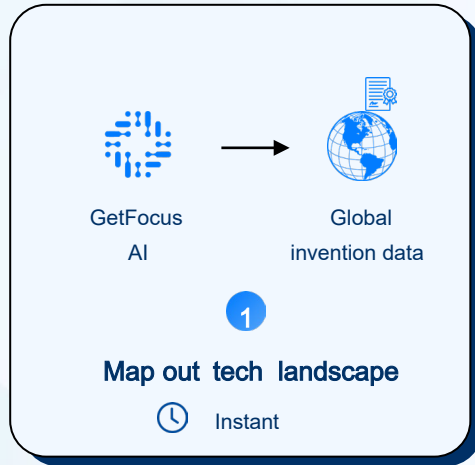 GetFocus
AI
Global
invention data
1
Map out tech landscape
Instant